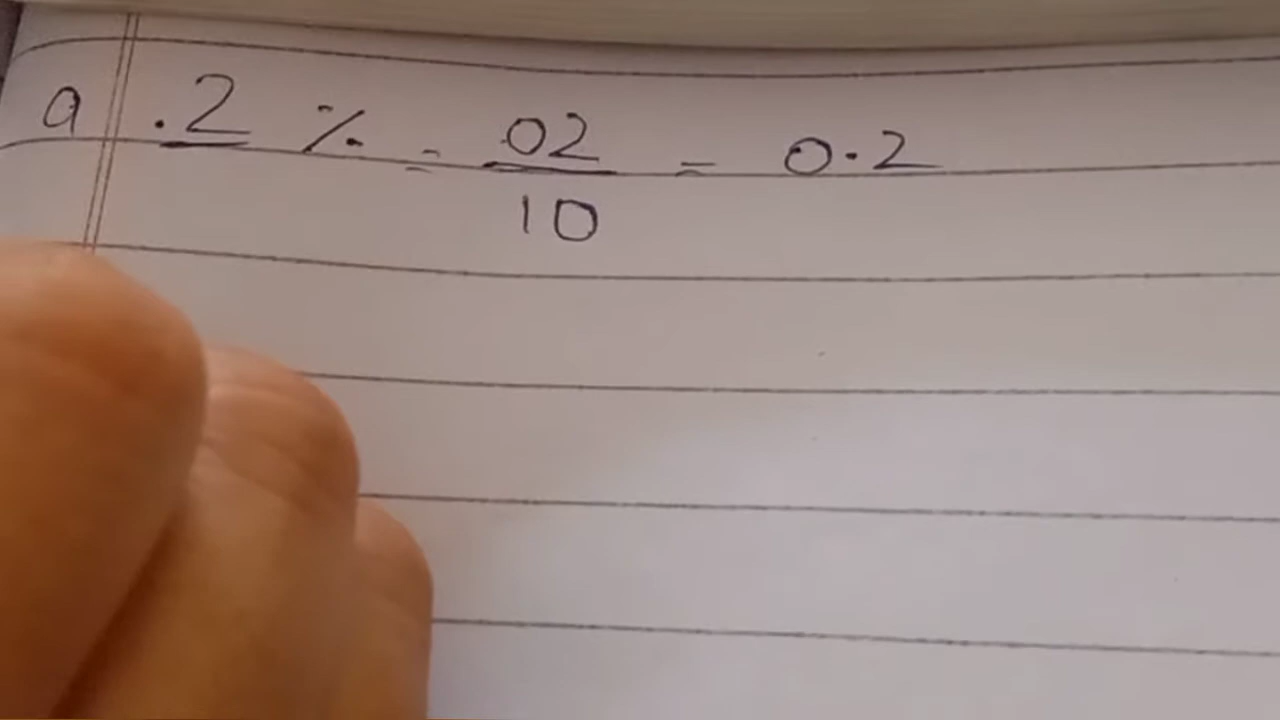 a .2 % = 02/10 = 0.2